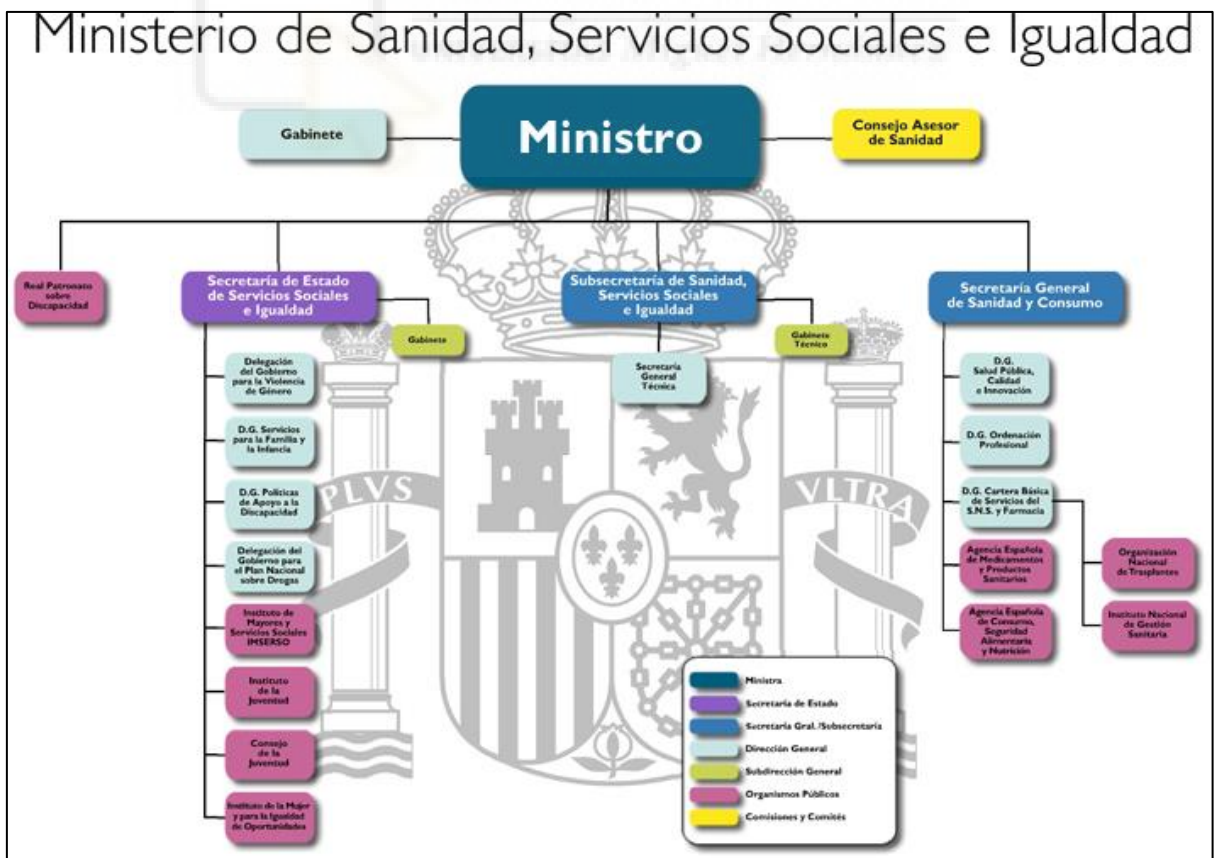 Ministerio de Sanidad, Servicios Sociales e Igualdad
Gabinete
Ministro
Consejo Asesor
de Sanidad
Real Patronato
sobre
Discapacidad
Secretaría de Estado
de Servicios Sociales
e Igualdad
Gabinete
Subsecretaría de Sanidad,
Servicios Sociales
e Igualdad
Gabinete
Técnico
Secretaría
General
Técnica
Secretaría General
de Sanidad y Consumo
Delegación
del Gobierno
para la Violencia
de Género
D.G. Servicios
para la Familia y
la Infancia
D.G. Políticas
de Apoyo a la
Discapacidad
Delegación del
Gobierno para
el Plan Nacional
sobre Drogas
Instituto de
Mayores y
Servicios Sociales
IMSERSO
Instituto
de la
Juventud
Consejo
de la
Juventud
Instituto de la Mujer
y para la Igualdad
de Oportunidades
D.G.
Salud Pública,
Calidad
e Innovación
D.G. Ordenación
Profesional
D.G. Cartera Básica
de Servicios del
S.N.S. y Farmacia
Agencia Española
de Medicamentos
y Productos
Sanitarios
Agencia Española
de Consumo,
Seguridad
Alimentaria
y Nutrición
Organización
Nacional
de Trasplantes
Instituto Nacional
de Gestión
Sanitaria
PLVS
VLTRA
Ministra
Secretaría de Estado
Secretaría Gral. /Subsecretaría
Dirección General
Subdirección General
Organismos Públicos
Comisiones y Comités